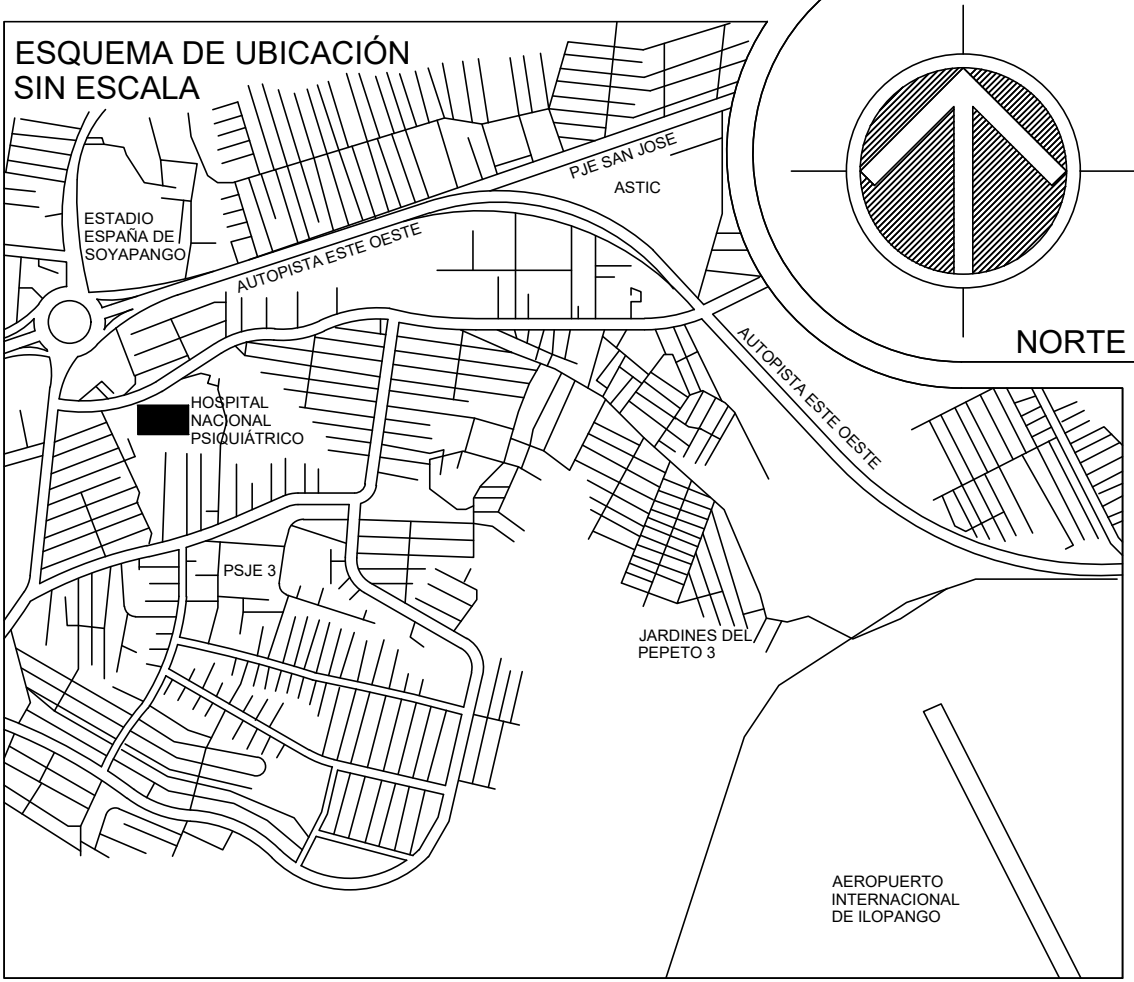 ESQUEMA DE UBICACIÓN
SIN ESCALA
PJE SAN JOSE
ASTIC
ESTADIO
ESPAÑA DE
SOYAPANGO
AUTOPISTA ESTE OESTE
NORTE
AUTOPISTA ESTE OESTE
HOSPITAL
NACIONAL
PSIQUIÁTRICO
PSJE 3
JARDINES DEL
PEPETO 3
AEROPUERTO
INTERNACIONAL
DE ILOPANGO